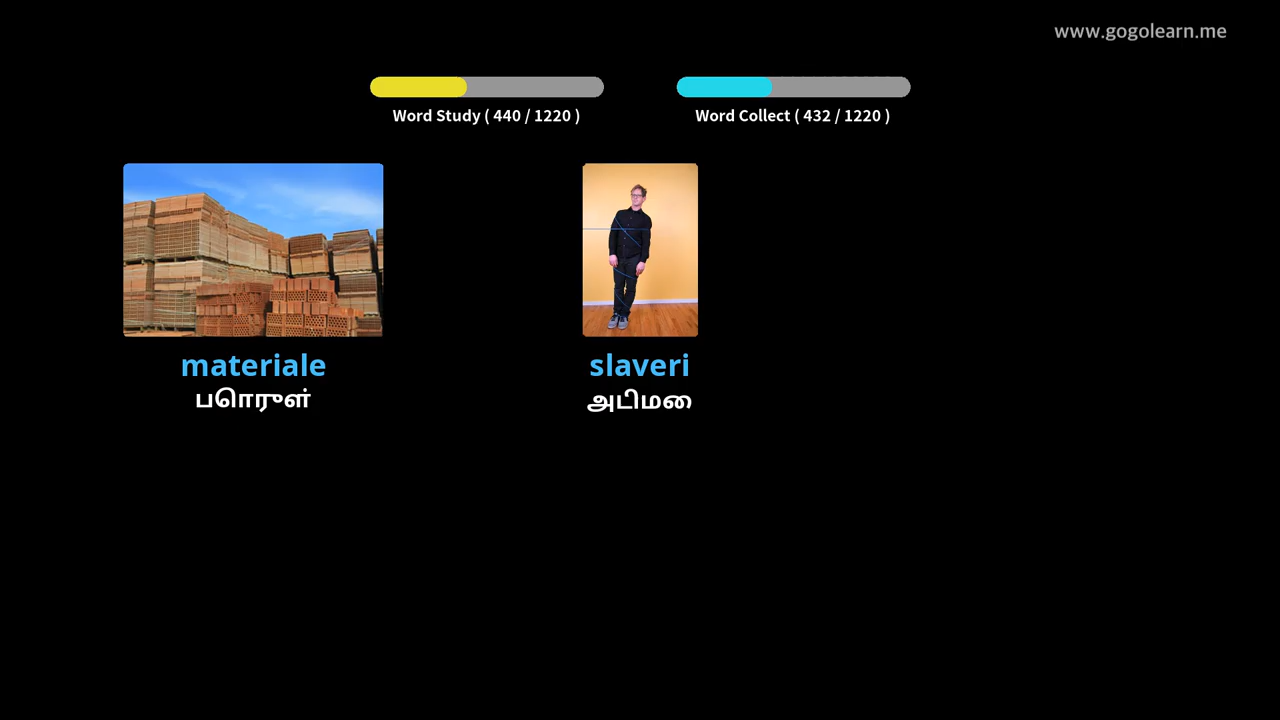 www.gogolearn.me
Word Study ( 440 / 1220 )
Word Collect ( 432 / 1220 )
materiale
பொருள்
slaveri
அடிமை